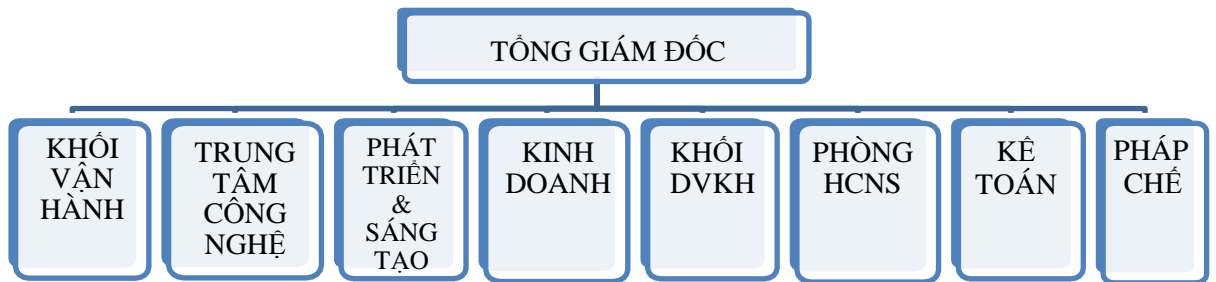 TỔNG GIÁM ĐỐC
KHỐI
VẬN
HÀNH
TRUNG
TÂM
CÔNG
NGHỆ
PHÁT
TRIỂN
&
SÁNG
TẠO
KINH
DOANH
KHỐI
DVKH
PHÒNG
HCNS
KẾ
TOÁN
PHÁP
CHẾ